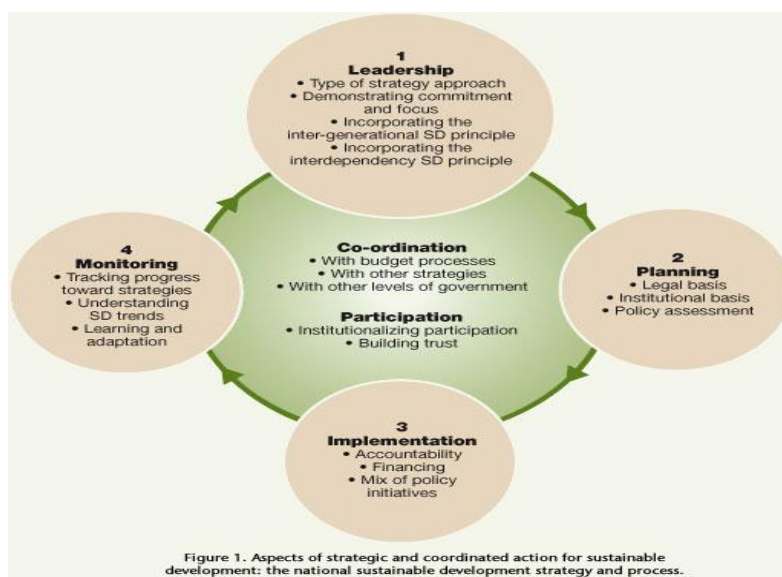 1
Leadership
• Type of strategy approach
• Demonstrating commitment
and focus
• Incorporating the
inter-generational SD principle
• Incorporating the
interdependency SD principle
2
Planning
• Legal basis
• Institutional basis
• Policy assessment
3
Implementation
• Accountability
• Financing
• Mix of policy
initiatives
4
Monitoring
• Tracking progress
toward strategies
• Understanding
SD trends
• Learning and
adaptation
Co-ordination
• With budget processes
• With other strategies
• With other levels of government
Participation
• Institutionalizing participation
• Building trust
Figure 1. Aspects of strategic and coordinated action for sustainable
development: the national sustainable development strategy and process.